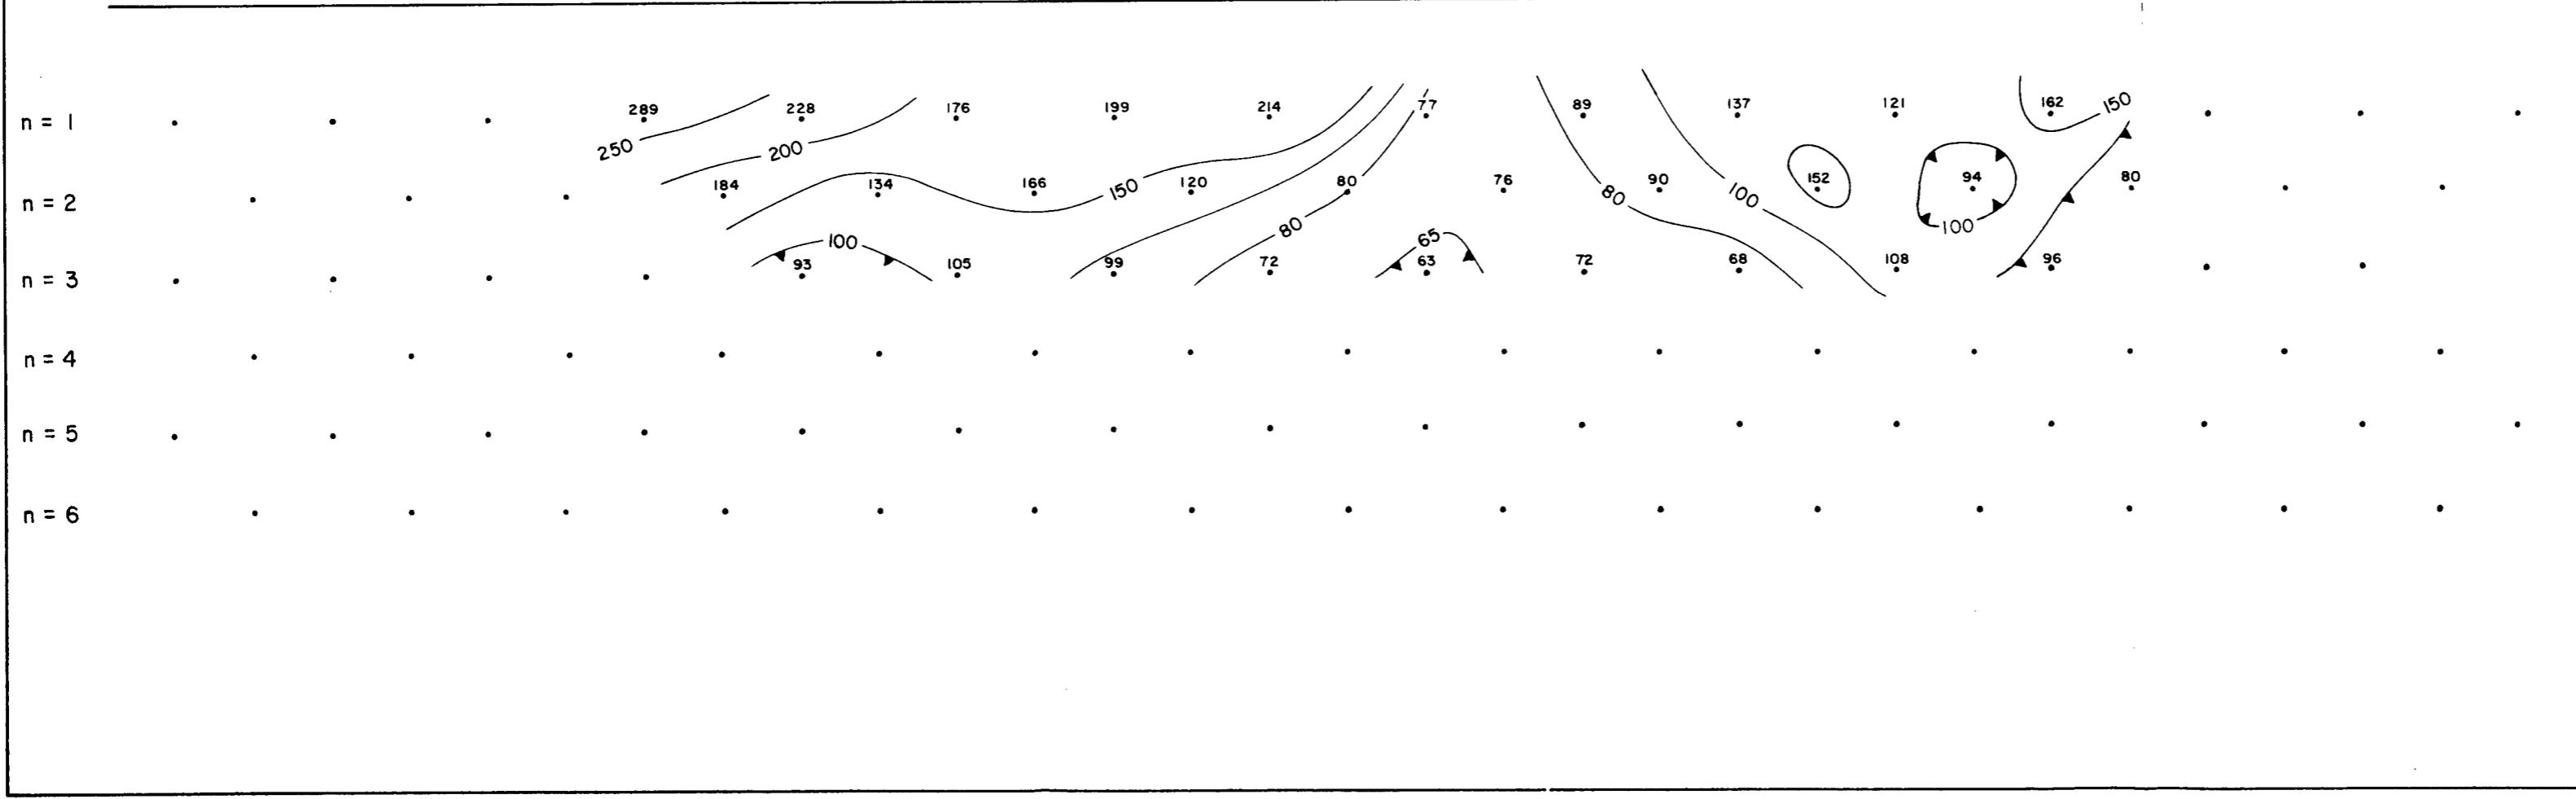 n = 1 289 228 176 199 214 77 89 137 121 162 150
250 200
n = 2 184 134 166 150 120 80 76 90 80 100 152 94 80
100 80 65 100
n = 3 93 105 99 72 63 72 68 108 96
n = 4
n = 5
n = 6